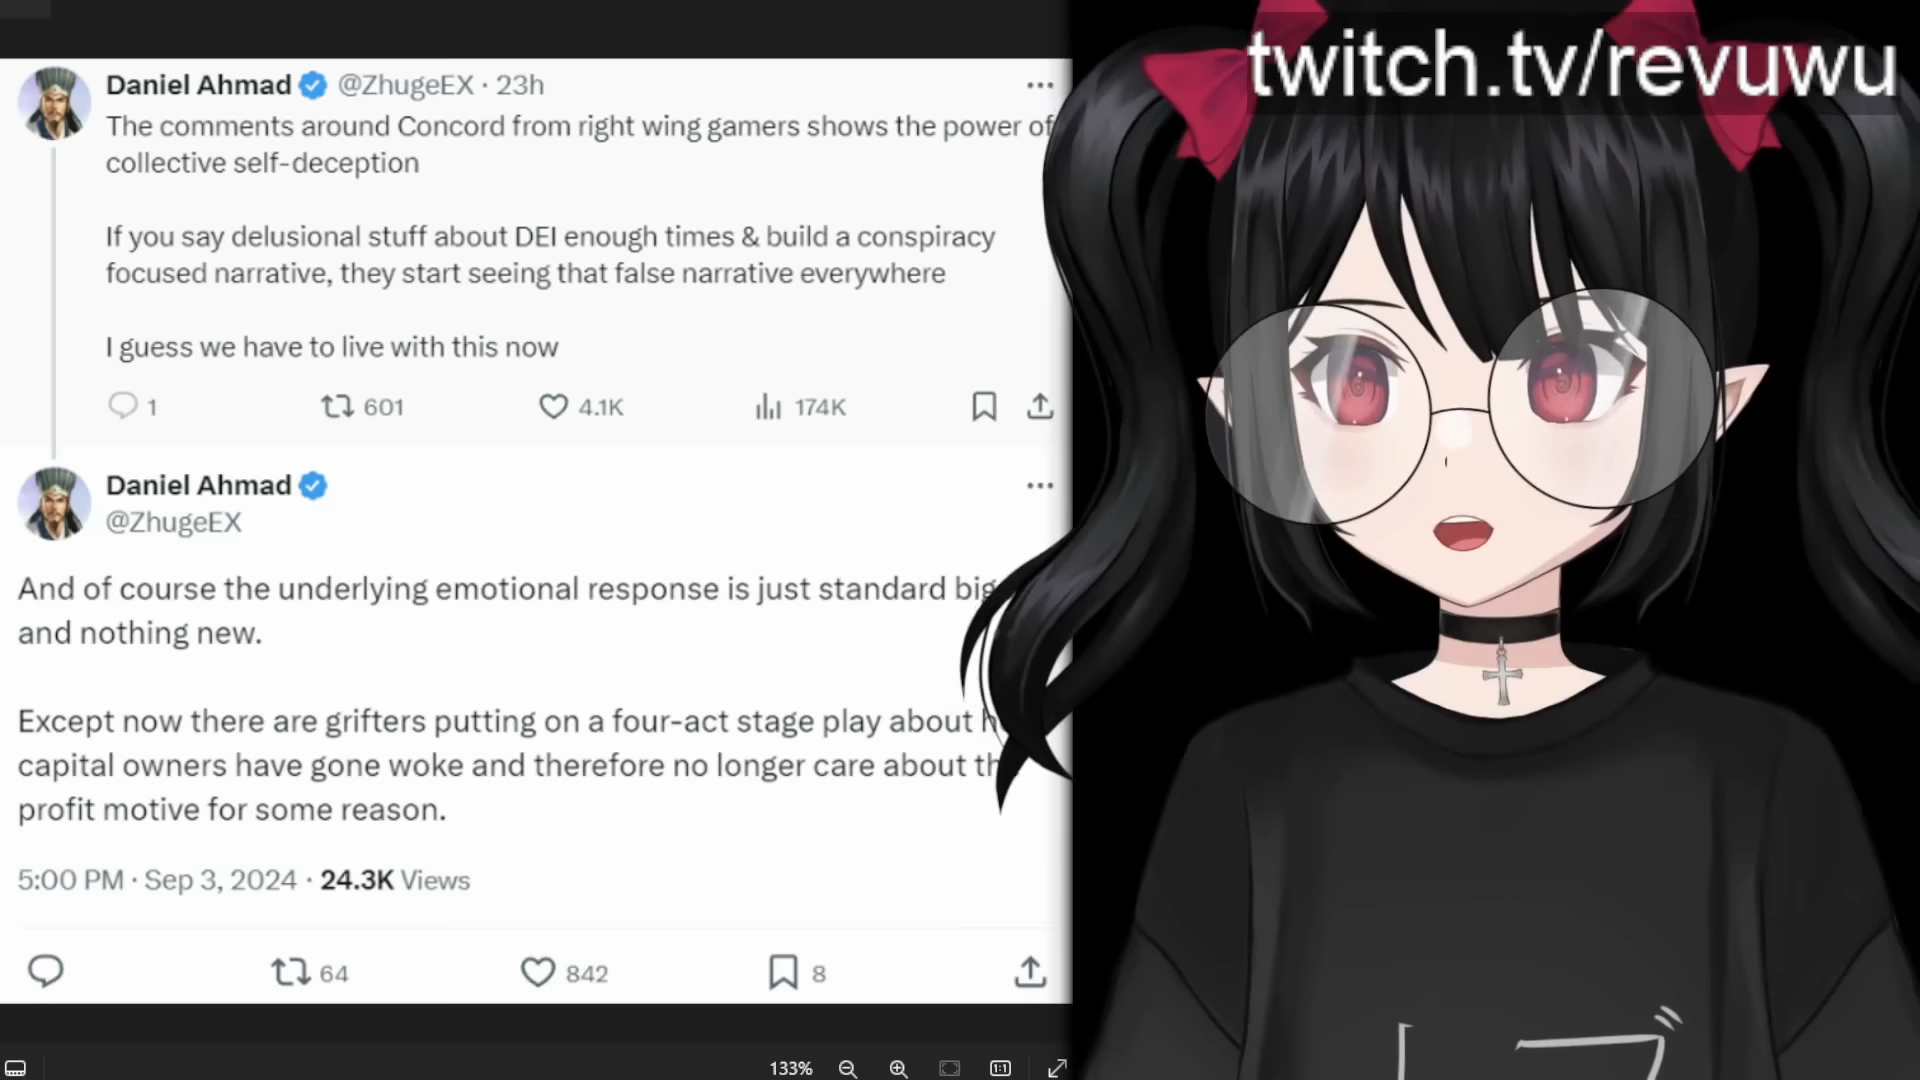 twitch.tv/revuwu
Daniel Ahmad @ZhugeEX · 23h
The comments around Concord from right wing gamers shows the power of
collective self-deception
If you say delusional stuff about DEI enough times & build a conspiracy
focused narrative, they start seeing that false narrative everywhere
I guess we have to live with this now
1 601 4.1K 174K
Daniel Ahmad
@ZhugeEX
And of course the underlying emotional response is just standard
and nothing new.
Except now there are grifters putting on a four-act stage play about
capital owners have gone woke and therefore no longer care about
profit motive for some reason.
5:00 PM · Sep 3, 2024 · 24.3K Views
64 842 8
133%
1:1